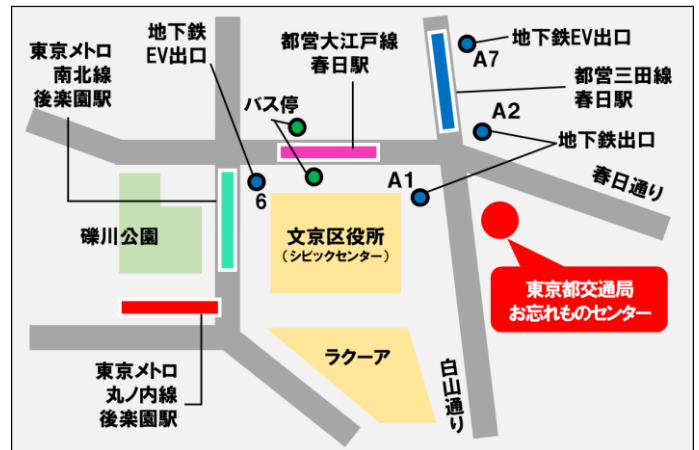 東京メトロ
南北線
後楽園駅
地下鉄
EV出口
都営大江戸線
春日駅
地下鉄EV出口
A7
都営三田線
春日駅
バス停
A2
地下鉄出口
春日通り
6
A1
礫川公園
文京区役所
(シビックセンター)
東京都交通局
お忘れものセンター
ラクーア
白山通り
東京メトロ
丸ノ内線
後楽園駅